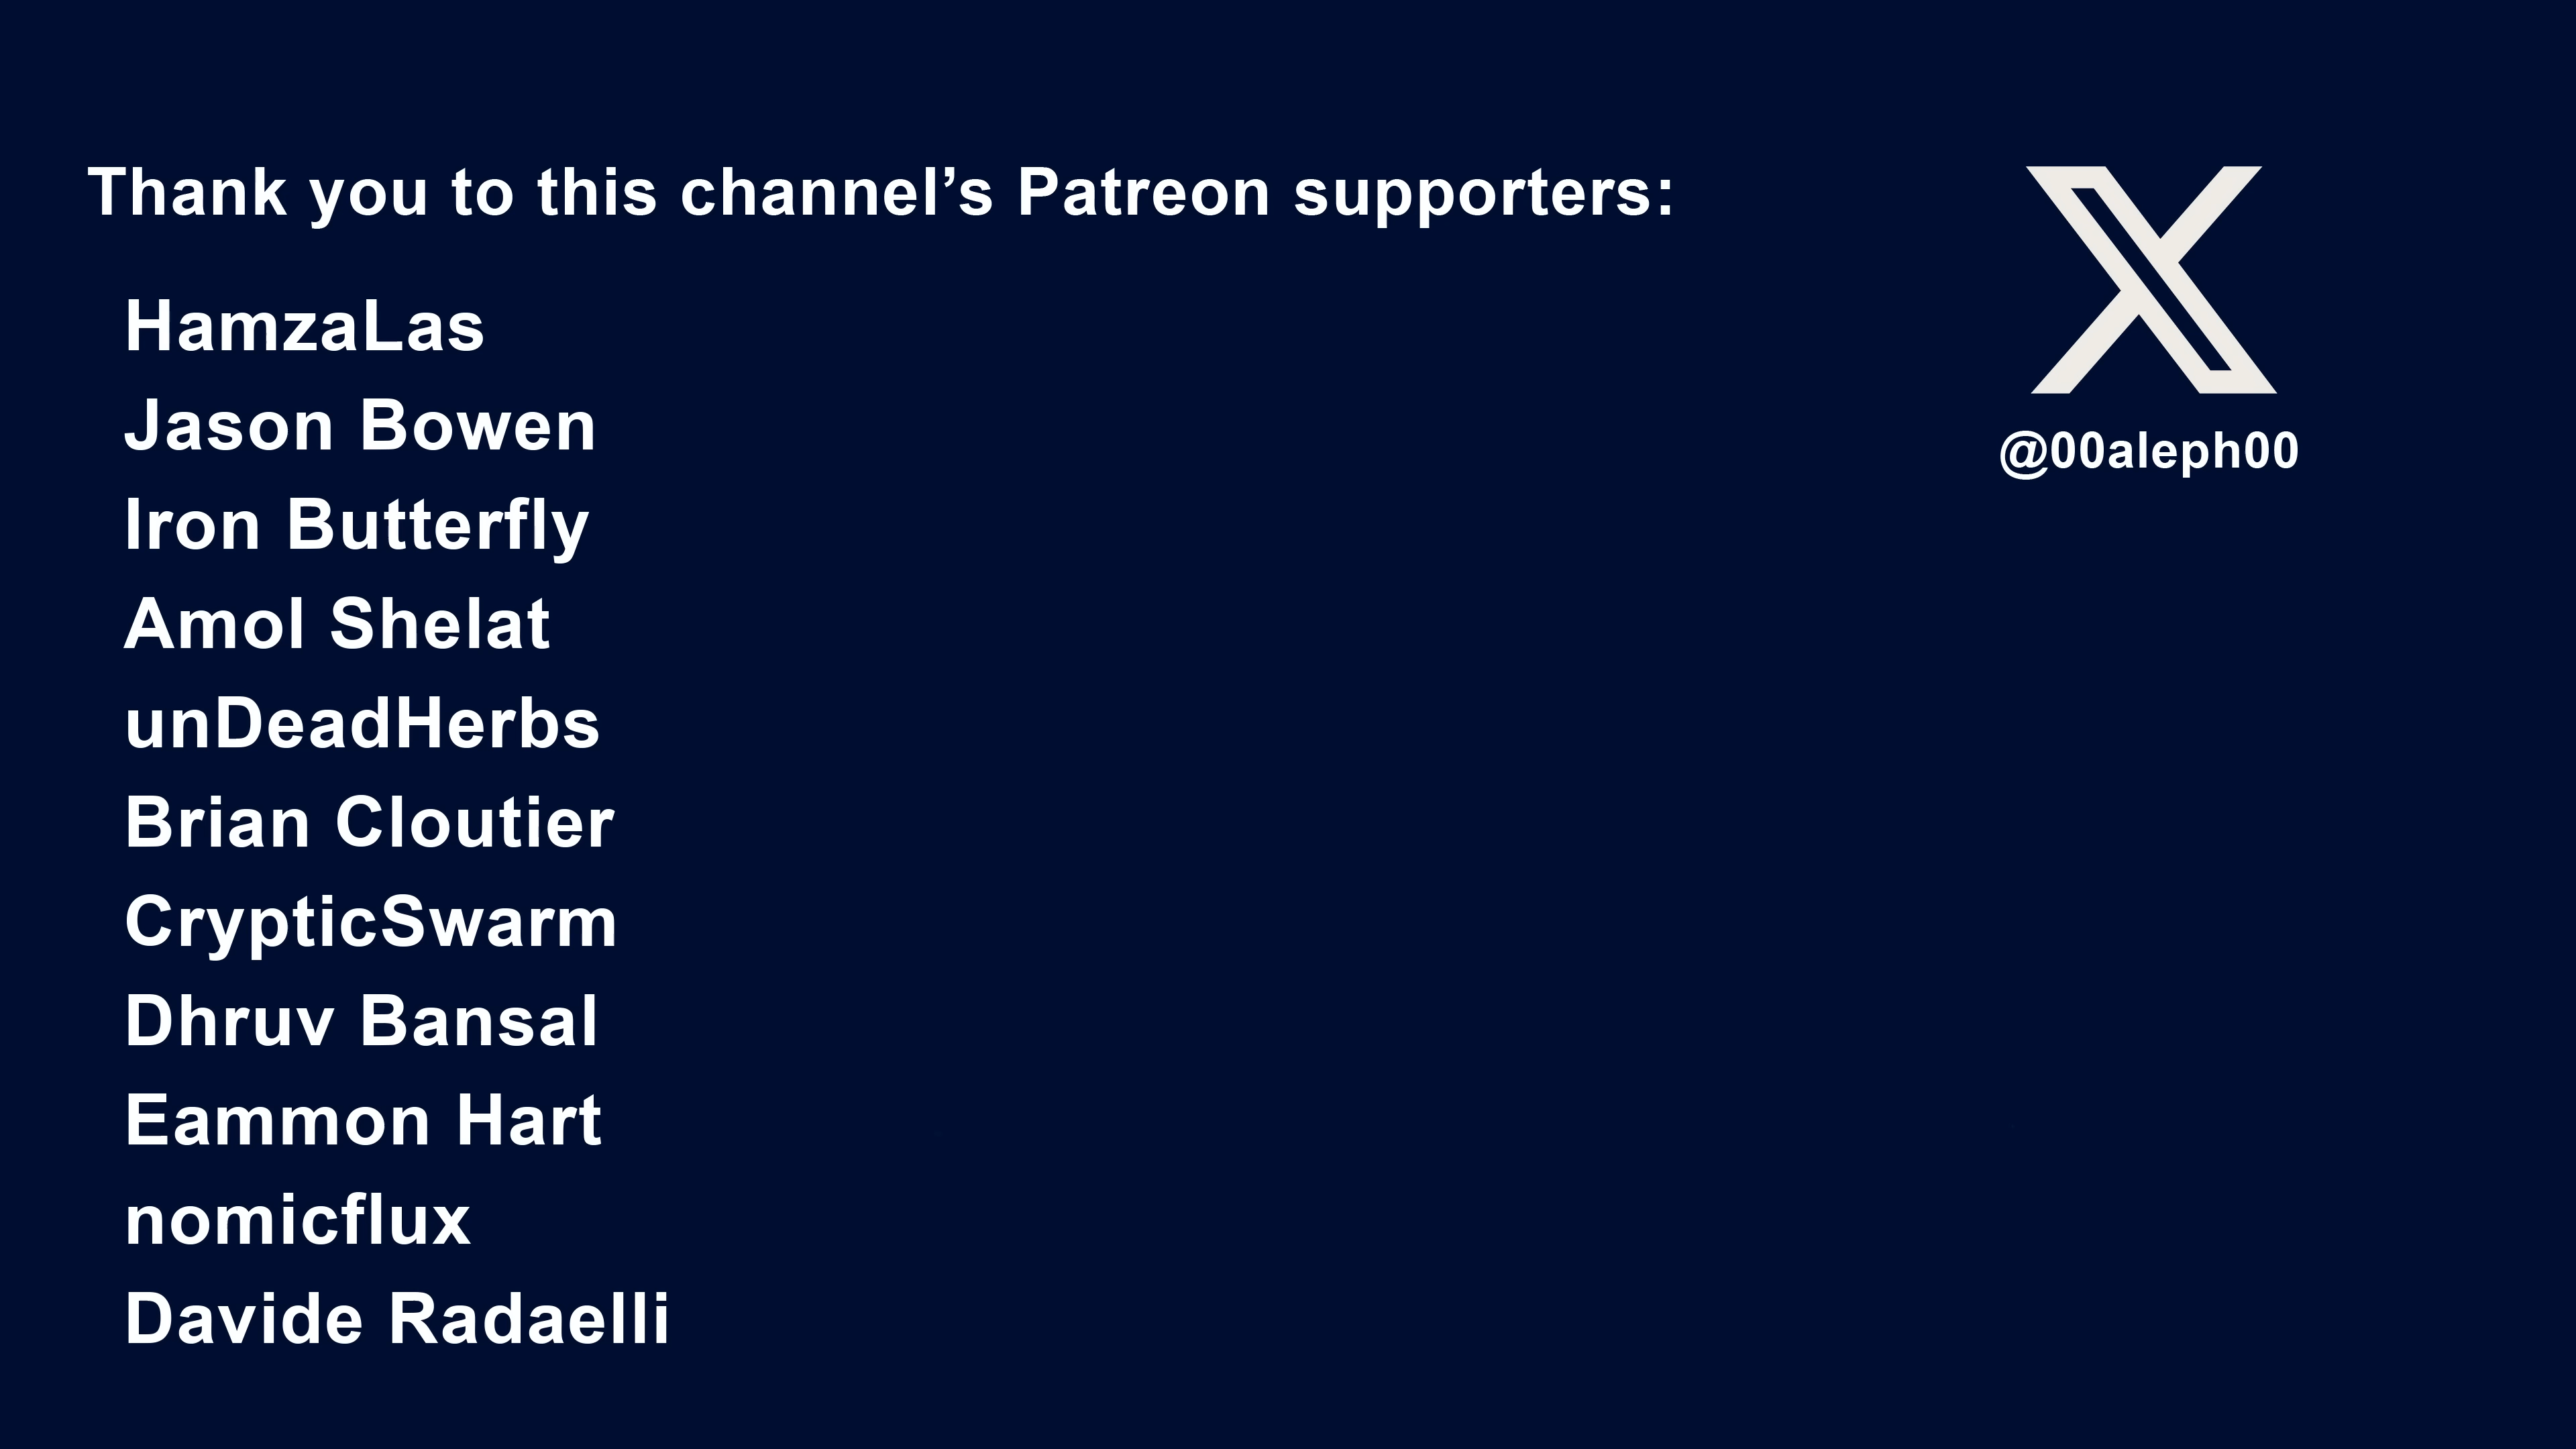 Thank you to this channel’s Patreon supporters:
HamzaLas
Jason Bowen
Iron Butterfly
Amol Shelat
unDeadHerbs
Brian Cloutier
CrypticSwarm
Dhruv Bansal
Eammon Hart
nomicflux
Davide Radaelli
@00aleph00